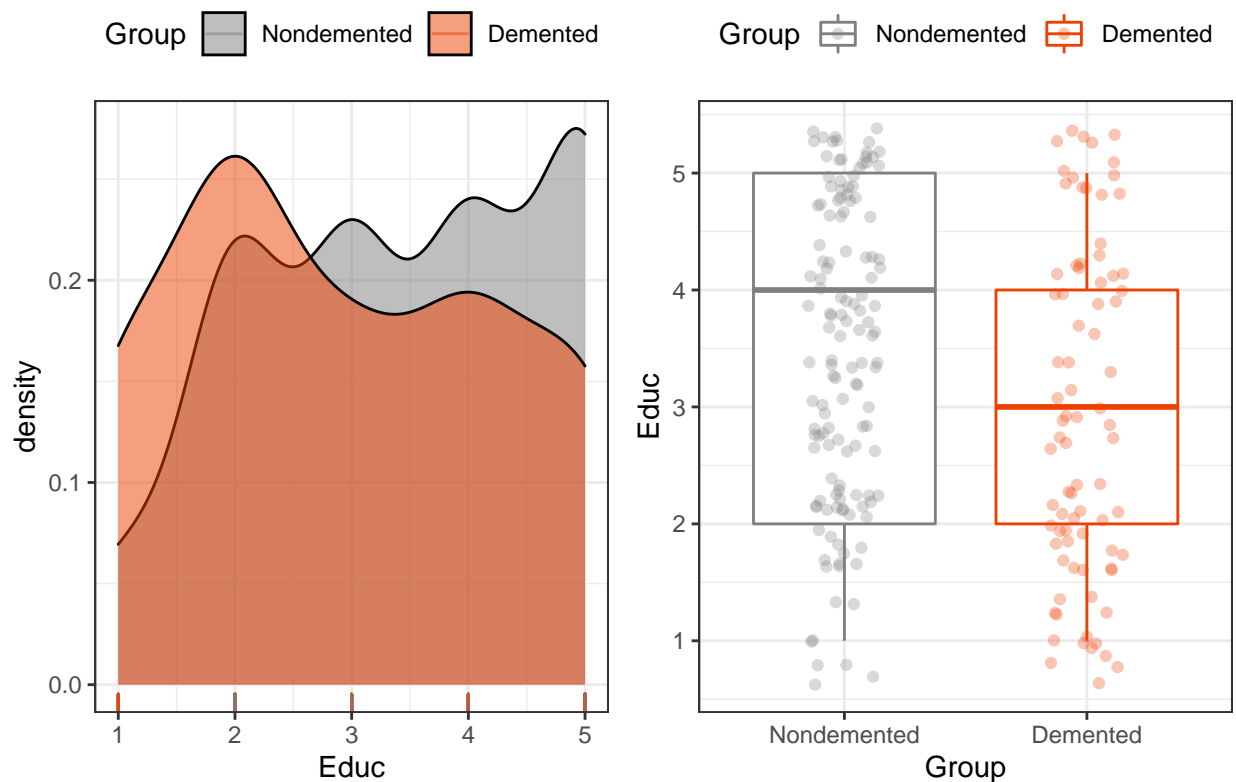 Group Nondemented Demented
density
0.2
0.1
0.0
1 2 3 4 5
Educ
Group Nondemented Demented
Educ
5
4
3
2
1
Nondemented Demented
Group